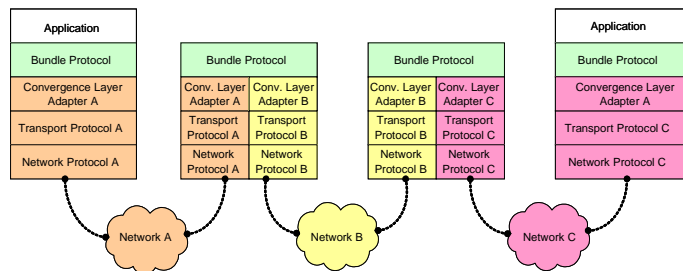 Application
Bundle Protocol
Convergence Layer
Adapter A
Transport Protocol A
Network Protocol A
Bundle Protocol
Conv. Layer
Adapter A
Conv. Layer
Adapter B
Transport
Protocol A
Transport
Protocol B
Network
Protocol A
Network
Protocol B
Bundle Protocol
Conv. Layer
Adapter B
Conv. Layer
Adapter C
Transport
Protocol B
Transport
Protocol C
Network
Protocol B
Network
Protocol C
Application
Bundle Protocol
Convergence Layer
Adapter A
Transport Protocol C
Network Protocol C
Network A
Network B
Network C